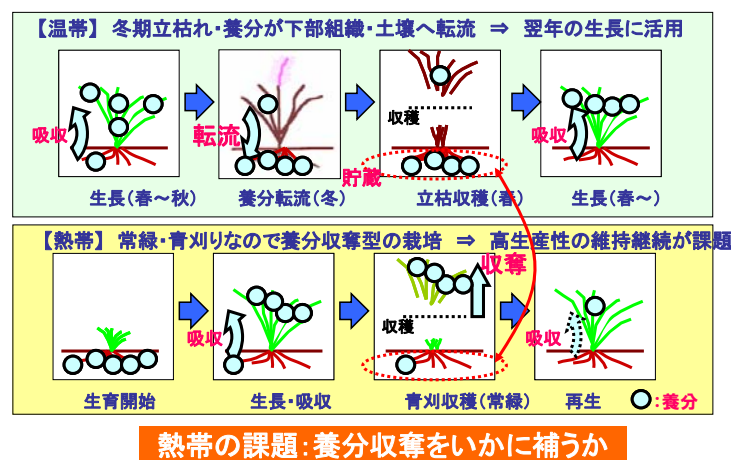 【温帯】 冬期立枯れ・養分が下部組織・土壌へ転流 ⇒ 翌年の生長に活用
吸収
転流
収穫
貯蔵
吸収
生長(春～秋)
養分転流(冬)
立枯収穫(春)
生長(春～)
【熱帯】 常緑・青刈りなので養分収奪型の栽培 ⇒ 高生産性の維持継続が課題
吸収
収穫
収奪
吸収
生育開始
生長・吸収
青刈収穫(常緑)
再生
:養分
熱帯の課題:養分収奪をいかに補うか